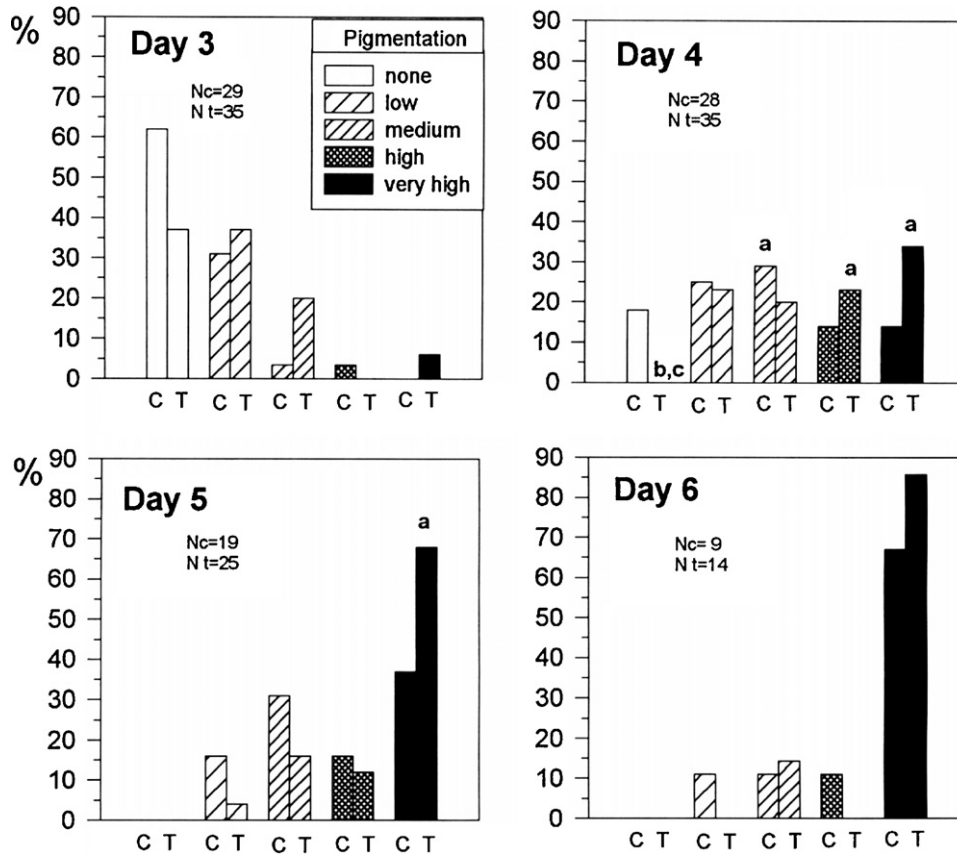 %
90
80
70
60
50
40
30
20
10
0
Day 3
Nc=29
N t=35
Pigmentation
none
low
medium
high
very high
C T C T C T C T C T
90
80
70
60
50
40
30
20
10
0
Day 4
Nc=28
N t=35
a
a
a
b,c
C T C T C T C T C T
%
90
80
70
60
50
40
30
20
10
0
Day 5
Nc=19
N t=25
a
C T C T C T C T C T
90
80
70
60
50
40
30
20
10
0
Day 6
Nc= 9
N t=14
C T C T C T C T C T